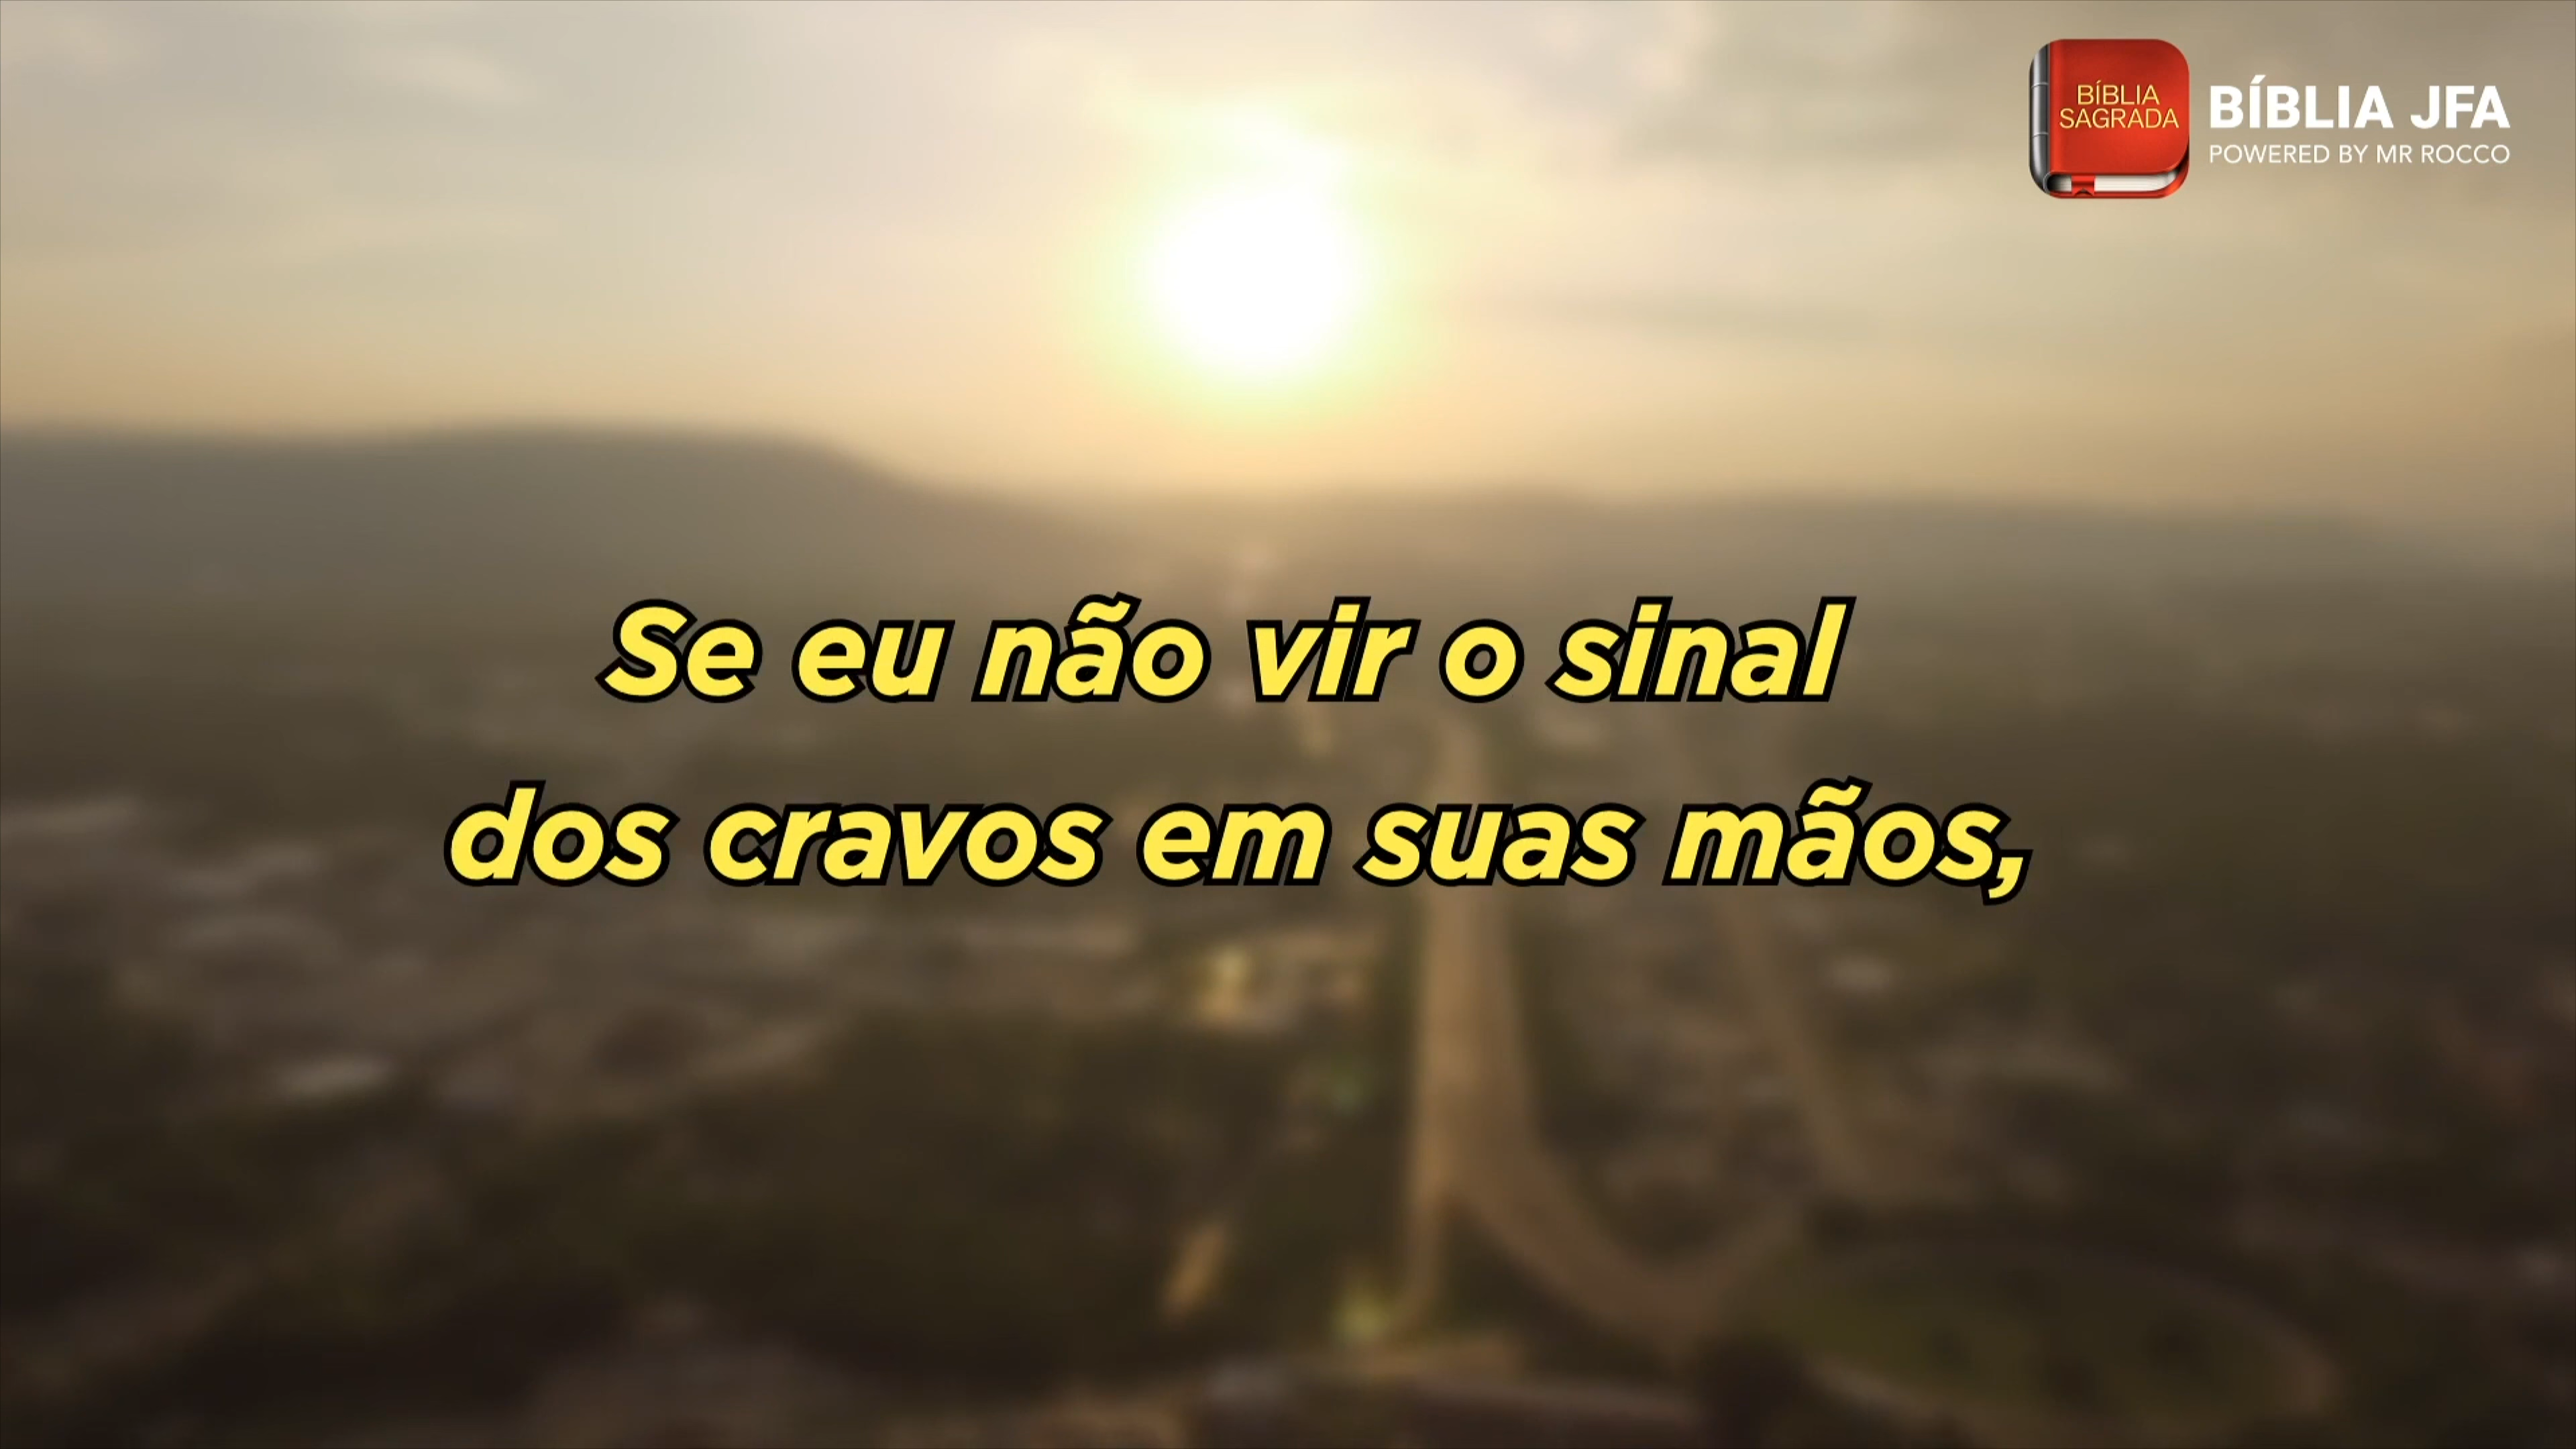 BÍBLIA
SAGRADA
BÍBLIA JFA
POWERED BY MR ROCCO
Se eu não vir o sinal
dos cravos em suas mãos,